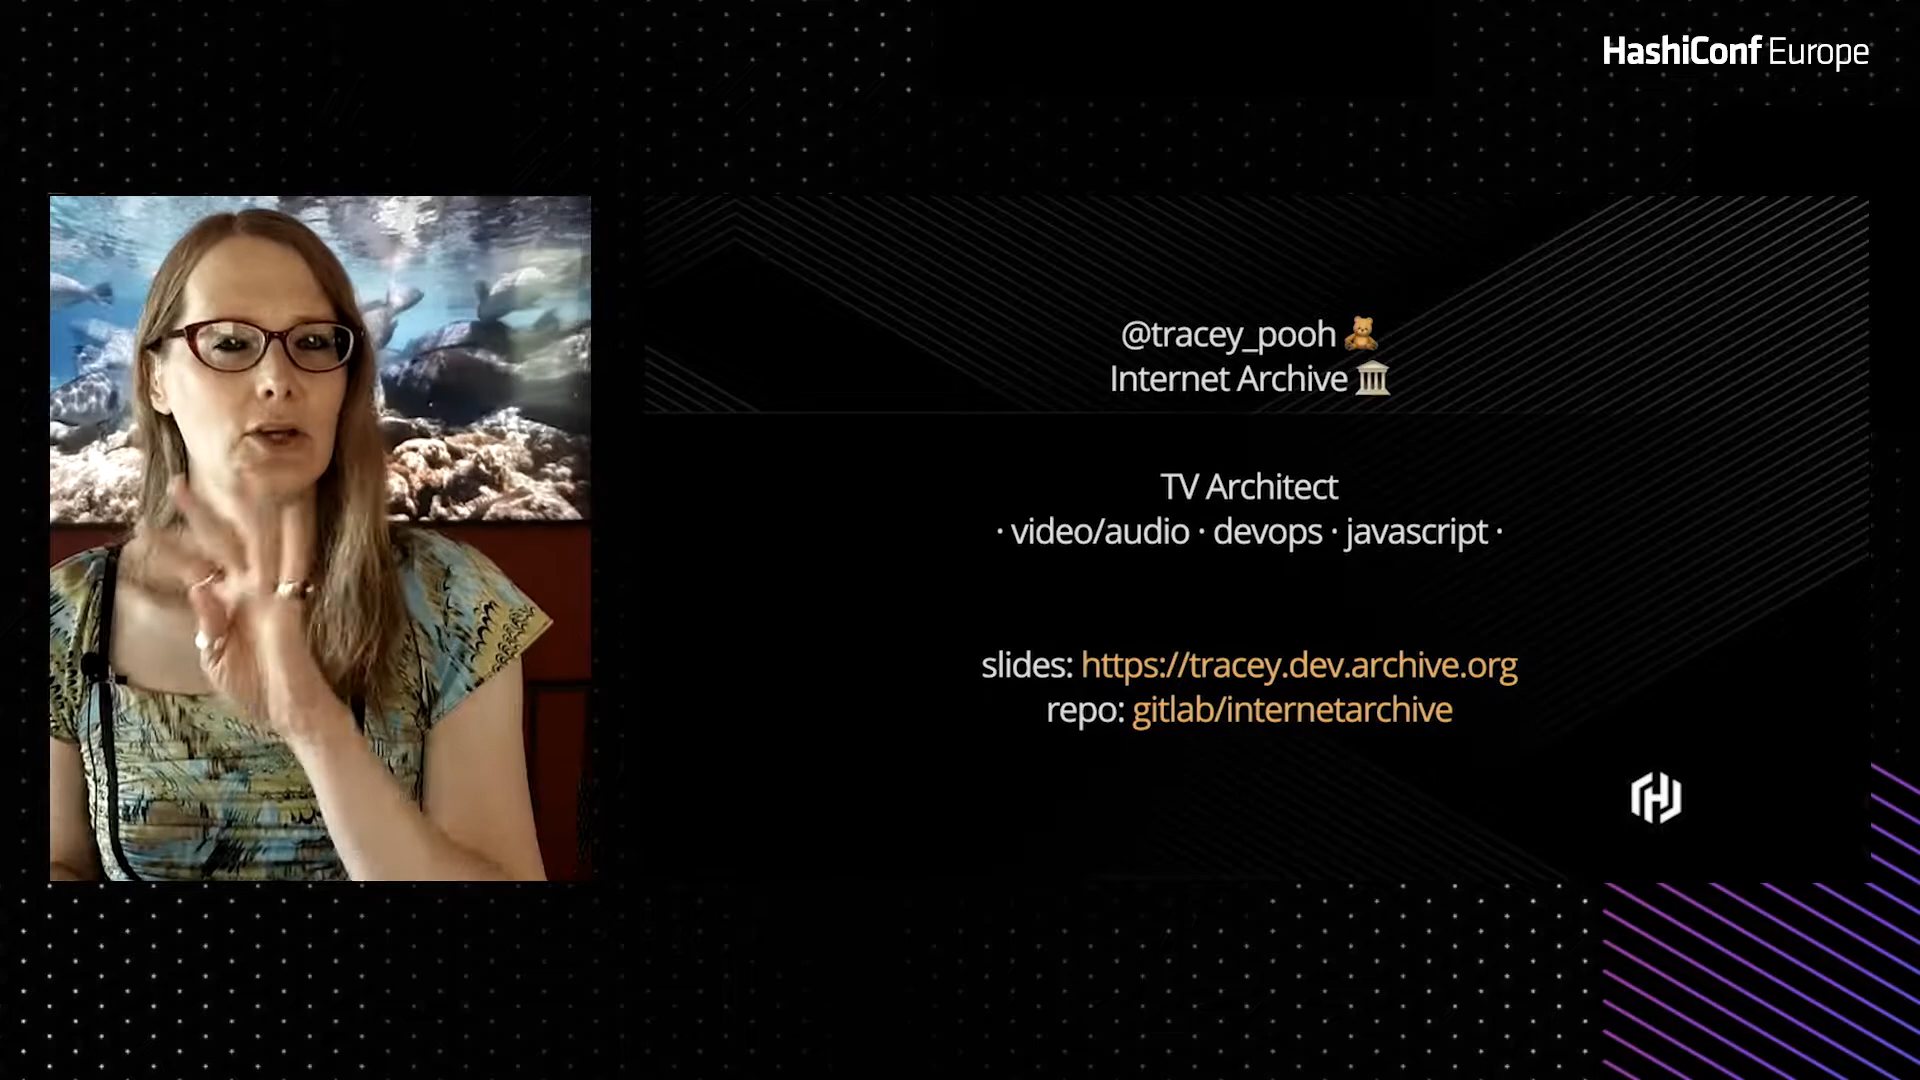 HashiConf Europe
@tracey_pooh 🧸
Internet Archive 🏛
TV Architect
· video/audio · devops · javascript ·
slides: https://tracey.dev.archive.org
repo: gitlab/internetarchive